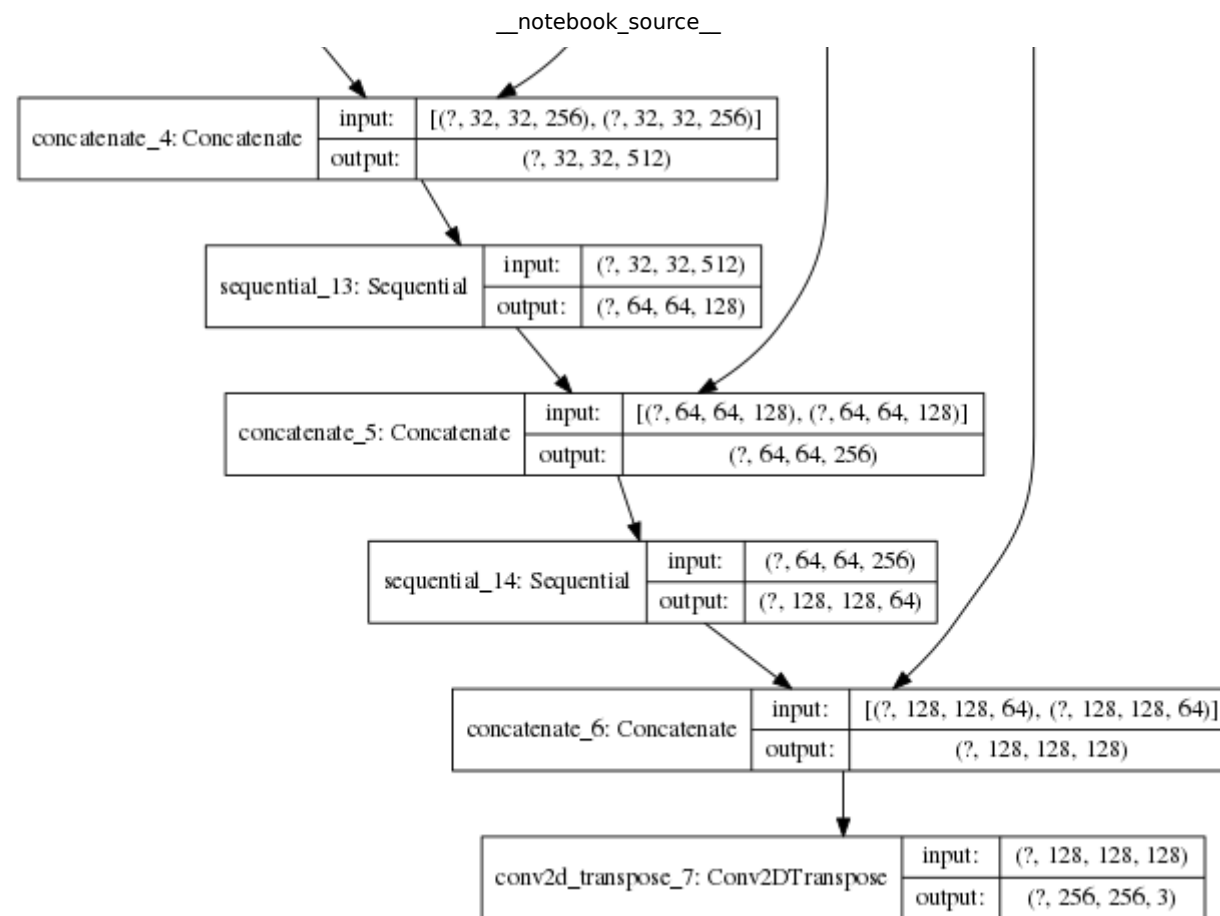 __notebook_source__
concatenate_4: Concatenate
input: [(?, 32, 32, 256), (?, 32, 32, 256)]
output: (?, 32, 32, 512)
sequential_13: Sequential
input: (?, 32, 32, 512)
output: (?, 64, 64, 128)
concatenate_5: Concatenate
input: [(?, 64, 64, 128), (?, 64, 64, 128)]
output: (?, 64, 64, 256)
sequential_14: Sequential
input: (?, 64, 64, 256)
output: (?, 128, 128, 64)
concatenate_6: Concatenate
input: [(?, 128, 128, 64), (?, 128, 128, 64)]
output: (?, 128, 128, 128)
conv2d_transpose_7: Conv2DTranspose
input: (?, 128, 128, 128)
output: (?, 256, 256, 3)